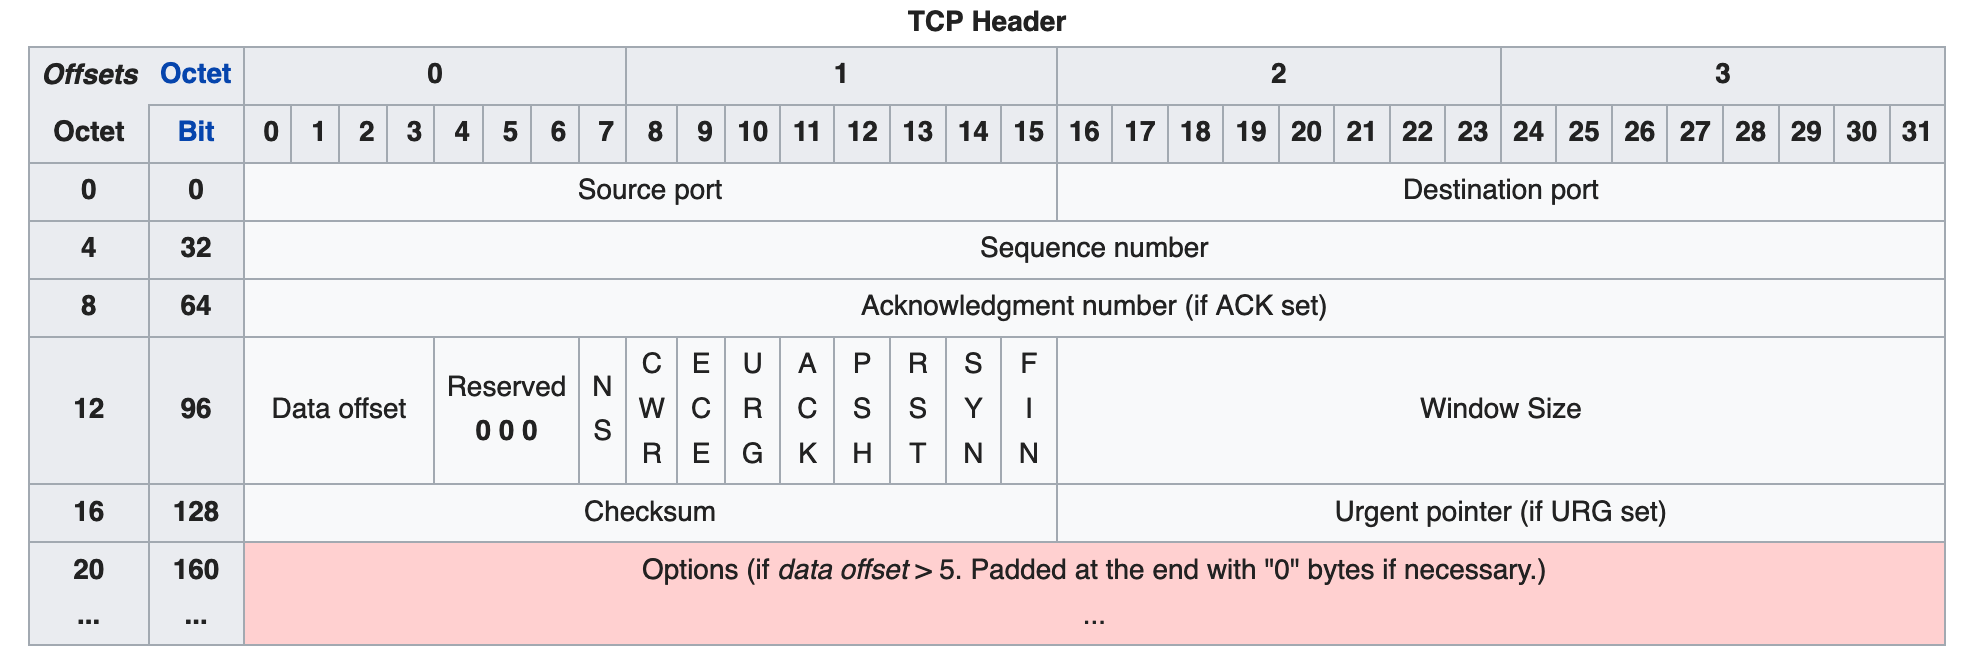 TCP Header
Offsets Octet 0 1 2 3
Octet Bit 0 1 2 3 4 5 6 7 8 9 10 11 12 13 14 15 16 17 18 19 20 21 22 23 24 25 26 27 28 29 30 31
0 0 Source port Destination port
4 32 Sequence number
8 64 Acknowledgment number (if ACK set)
12 96 Data offset Reserved 0 0 0 NS CWR ECE URG ACK PSH RST SYN FIN Window Size
16 128 Checksum Urgent pointer (if URG set)
20 160 Options (if data offset > 5. Padded at the end with "0" bytes if necessary.)
... ... ...